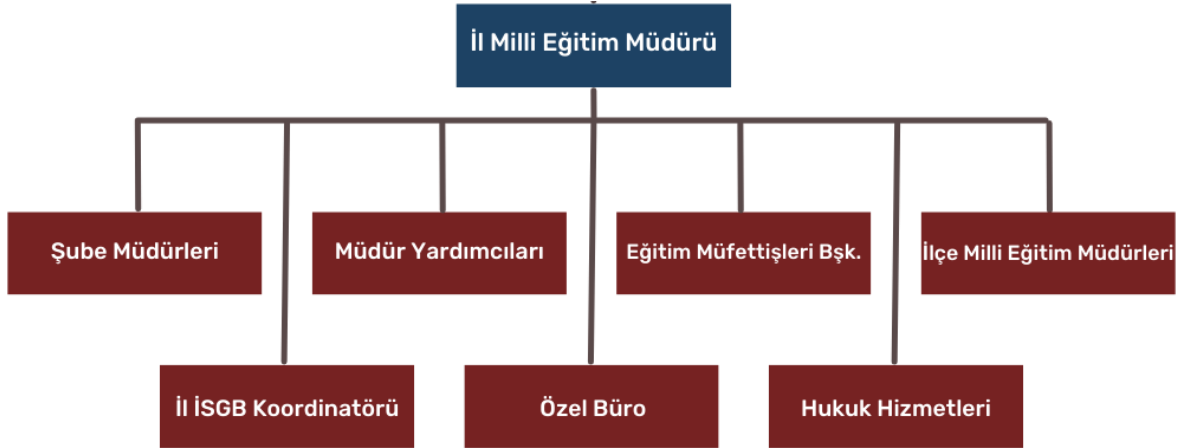 İl Milli Eğitim Müdürü
Şube Müdürleri
Müdür Yardımcıları
Eğitim Müfettişleri Bşk.
İlçe Milli Eğitim Müdürleri
İl İSGB Koordinatörü
Özel Büro
Hukuk Hizmetleri